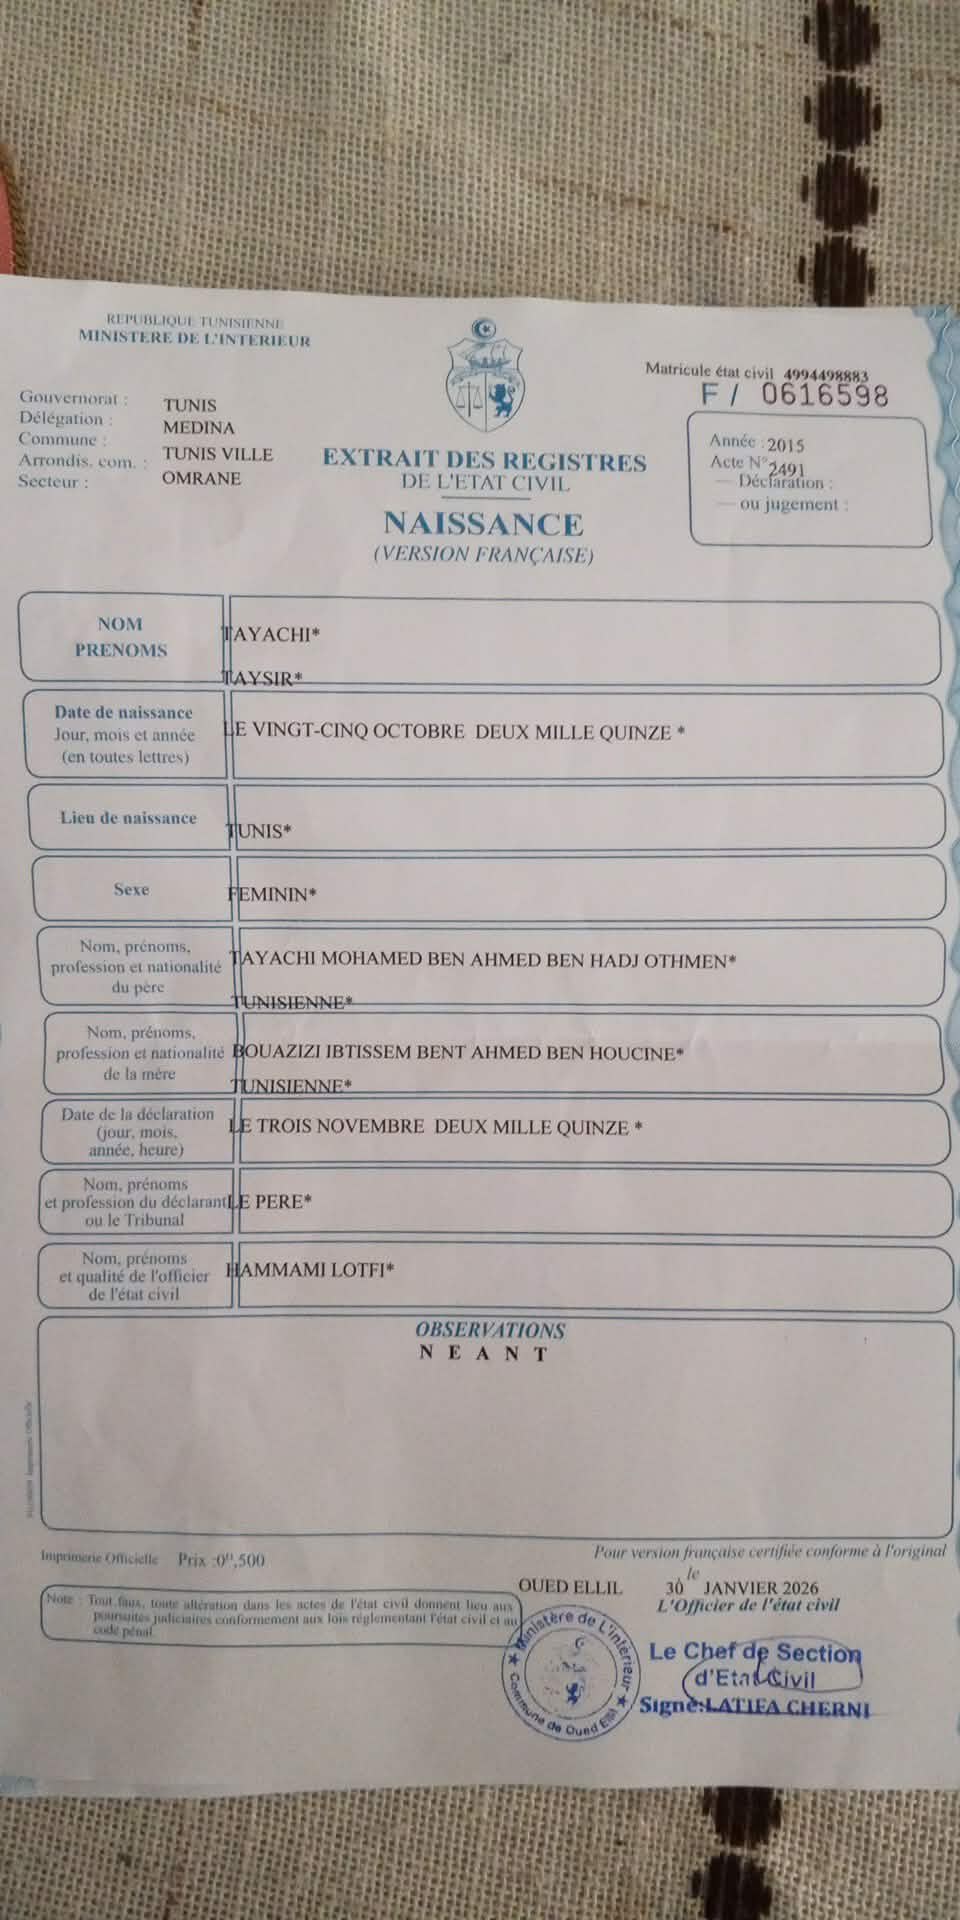 REPUBLIQUE TUNISIENNE
MINISTERE DE L'INTERIEUR
Matricule état civil 4994498883
F / 0616598
Gouvernorat : TUNIS
Délégation : MEDINA
Commune :
Arrondis. com. : TUNIS VILLE
Secteur : OMRANE
EXTRAIT DES REGISTRES
DE L'ETAT CIVIL
NAISSANCE
(VERSION FRANÇAISE)
Année : 2015
Acte N° 2491
— Déclaration :
— ou jugement :
NOM
PRENOMS
TAYACHI*
TAYSIR*
Date de naissance
Jour, mois et année
(en toutes lettres)
LE VINGT-CINQ OCTOBRE DEUX MILLE QUINZE *
Lieu de naissance
TUNIS*
Sexe
FEMININ*
Nom, prénoms,
profession et nationalité
du père
TAYACHI MOHAMED BEN AHMED BEN HADJ OTHMEN*
TUNISIENNE*
Nom, prénoms,
profession et nationalité
de la mère
BOUAZIZI IBTISSEM BENT AHMED BEN HOUCINE*
TUNISIENNE*
Date de la déclaration
(jour, mois,
année, heure)
LE TROIS NOVEMBRE DEUX MILLE QUINZE *
Nom, prénoms
et profession du déclarant
ou le Tribunal
LE PERE*
Nom, prénoms
et qualité de l'officier
de l'état civil
HAMMAMI LOTFI*
OBSERVATIONS
N E A N T
Imprimerie Officielle Prix :0ᴰ,500
Pour version française certifiée conforme à l'original
OUED ELLIL le 30 JANVIER 2026
L'Officier de l'état civil
Note : Tout faux, toute altération dans les actes de l'état civil donnent lieu aux
poursuites judiciaires conformement aux lois réglementant l'état civil et au
code pénal.
Ministère de L'intérieur
Commune de Oued Ellil
Le Chef de Section
d'Etat Civil
Signé:LATIFA CHERNI